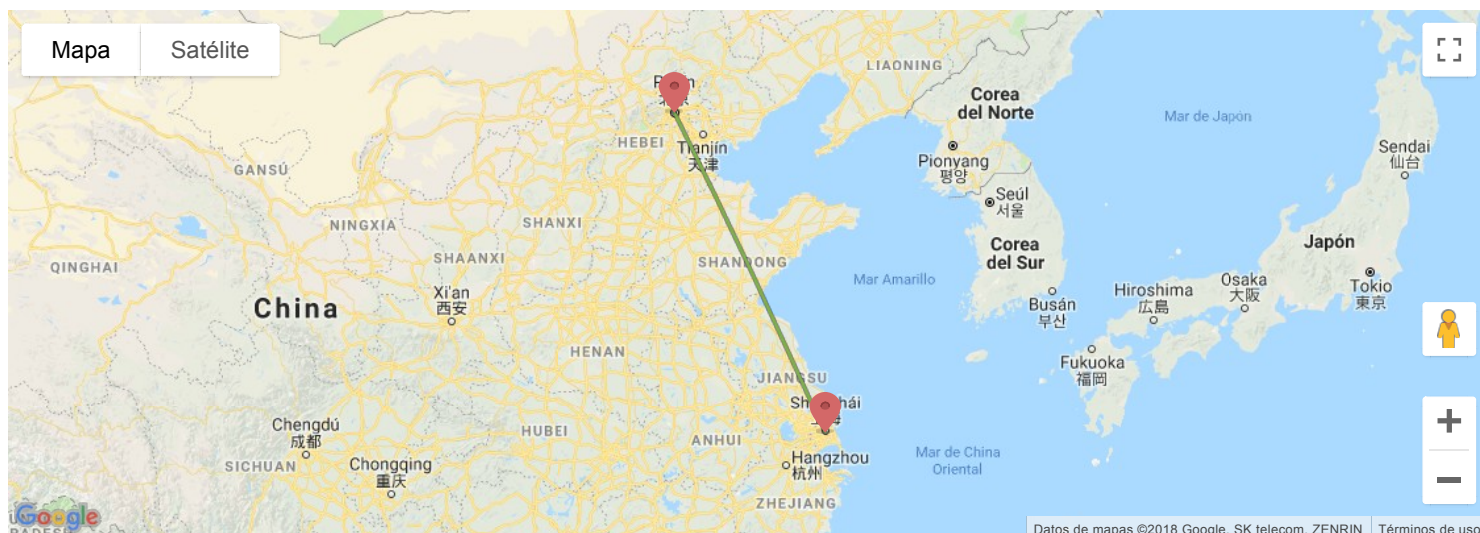 Mapa
Satélite
LIAONING
Corea
del Norte
Mar de Japón
HEBEI
Tianjín
天津
Pionyang
평양
Sendai
仙台
GANSÚ
Seúl
서울
NINGXIA
SHANXI
SHAANXI
SHANDONG
Corea
del Sur
Japón
QINGHAI
Mar Amarillo
Tokio
東京
Xi'an
西安
China
Hiroshima
広島
Osaka
大阪
Busán
부산
HENAN
Fukuoka
福岡
JIANGSU
Chengdú
成都
HUBEI
ANHUI
Hangzhou
杭州
Mar de China
Oriental
SICHUAN
Chongqing
重庆
ZHEJIANG
Google
PRADESH
Datos de mapas ©2018 Google, SK telecom, ZENRIN
Términos de uso